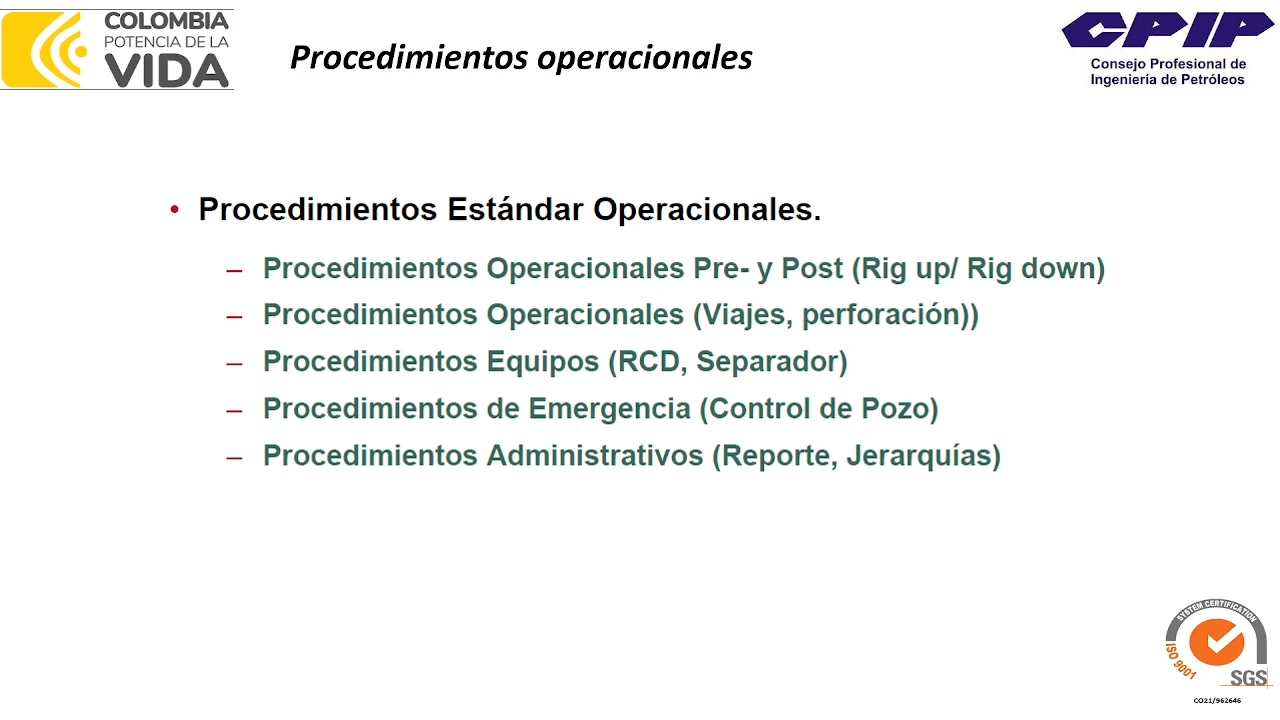 COLOMBIA
POTENCIA DE LA
VIDA
Procedimientos operacionales
CPIP
Consejo Profesional de
Ingeniería de Petróleos
• Procedimientos Estándar Operacionales.
– Procedimientos Operacionales Pre- y Post (Rig up/ Rig down)
– Procedimientos Operacionales (Viajes, perforación))
– Procedimientos Equipos (RCD, Separador)
– Procedimientos de Emergencia (Control de Pozo)
– Procedimientos Administrativos (Reporte, Jerarquías)
SYSTEM CERTIFICATION
ISO 9001
SGS
CO21/962646